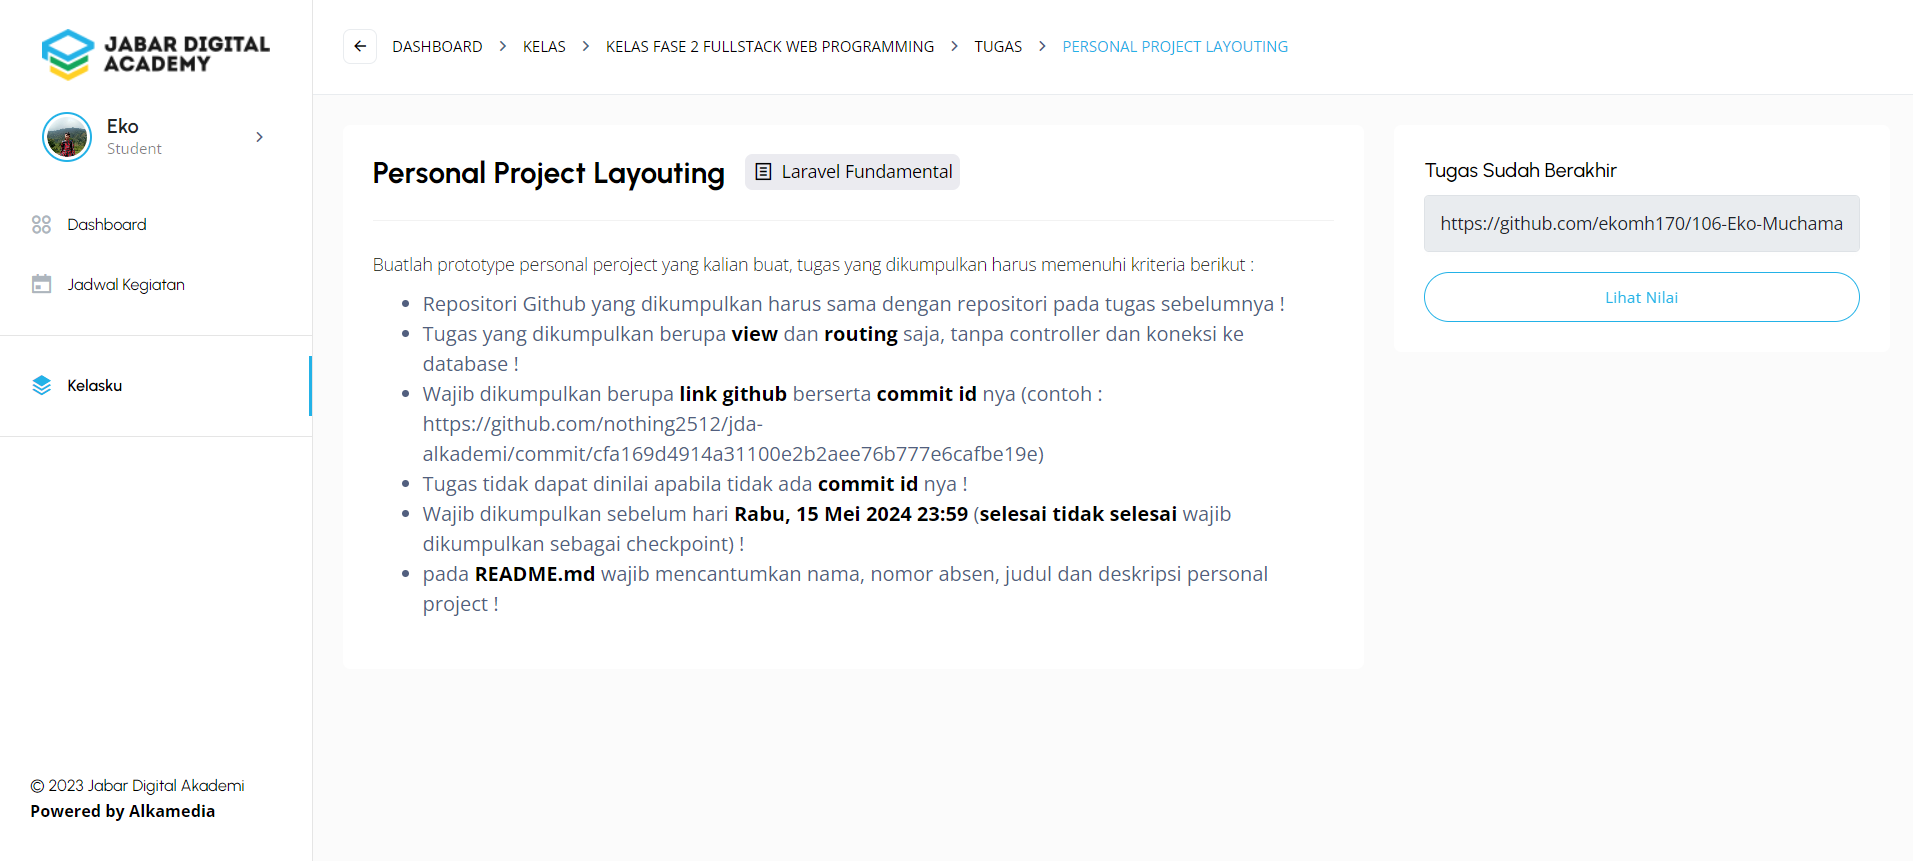 JABAR DIGITAL
ACADEMY
DASHBOARD > KELAS > KELAS FASE 2 FULLSTACK WEB PROGRAMMING > TUGAS > PERSONAL PROJECT LAYOUTING
Eko
Student
Dashboard
Jadwal Kegiatan
Kelasku
Personal Project Layouting
Laravel Fundamental
Buatlah prototype personal peroject yang kalian buat, tugas yang dikumpulkan harus memenuhi kriteria berikut :
• Repositori Github yang dikumpulkan harus sama dengan repositori pada tugas sebelumnya !
• Tugas yang dikumpulkan berupa view dan routing saja, tanpa controller dan koneksi ke
database !
• Wajib dikumpulkan berupa link github berserta commit id nya (contoh :
https://github.com/nothing2512/jda-
alkademi/commit/cfa169d4914a31100e2b2aee76b777e6cafbe19e)
• Tugas tidak dapat dinilai apabila tidak ada commit id nya !
• Wajib dikumpulkan sebelum hari Rabu, 15 Mei 2024 23:59 (selesai tidak selesai wajib
dikumpulkan sebagai checkpoint) !
• pada README.md wajib mencantumkan nama, nomor absen, judul dan deskripsi personal
project !
Tugas Sudah Berakhir
https://github.com/ekomh170/106-Eko-Muchama
Lihat Nilai
© 2023 Jabar Digital Akademi
Powered by Alkamedia